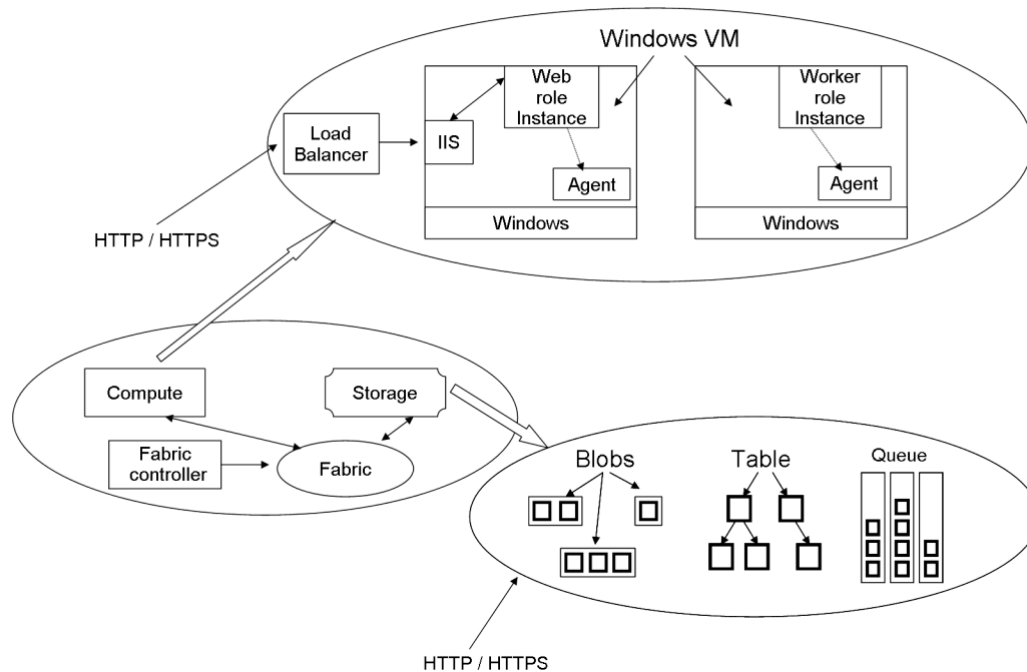 Windows VM
Web
role
Instance
Worker
role
Instance
Load
Balancer
IIS
Agent
Agent
Windows
Windows
HTTP / HTTPS
Compute
Storage
Fabric
controller
Fabric
Blobs
Table
Queue
HTTP / HTTPS